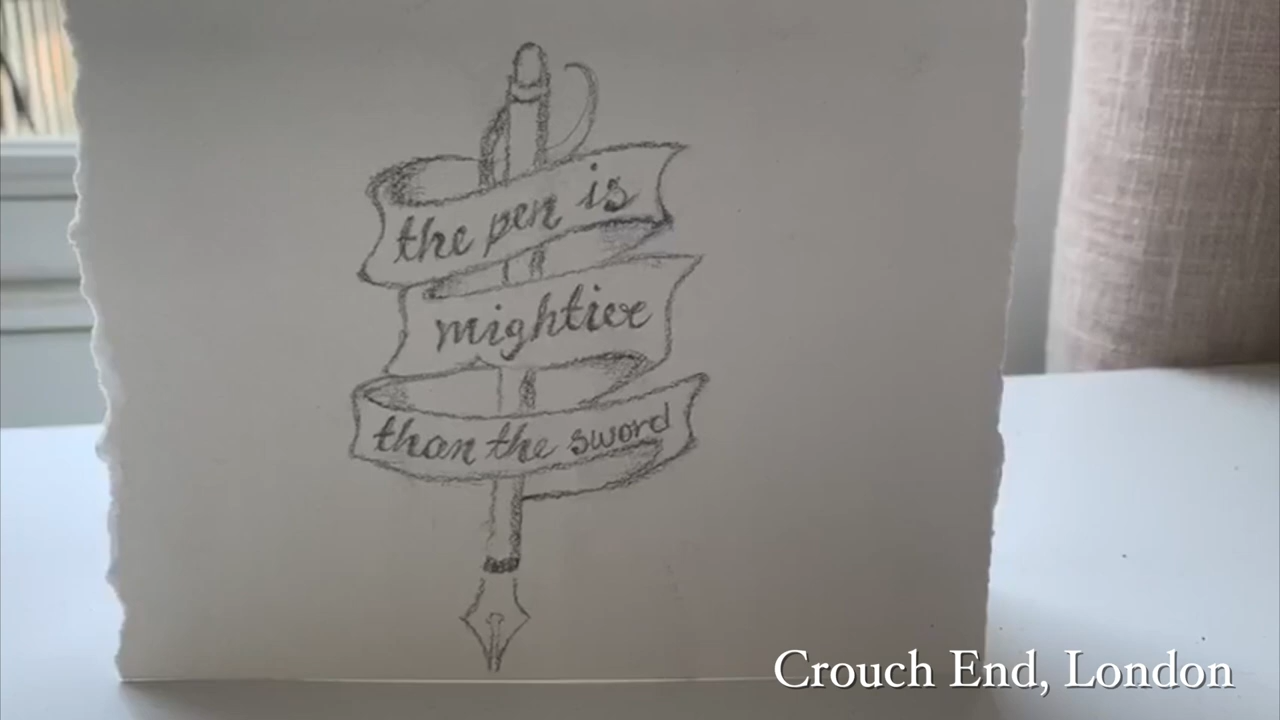 the pen is
mightier
than the sword
Crouch End, London